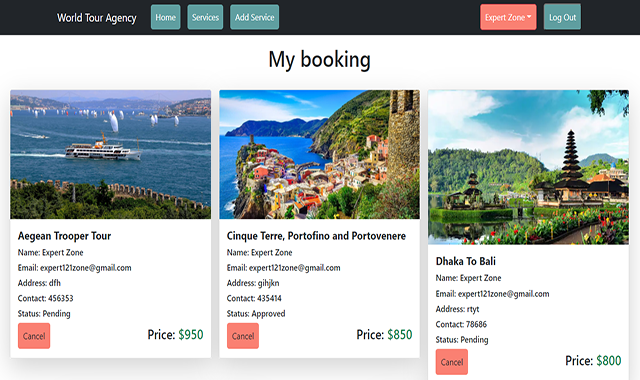 World Tour Agency Home Services Add Service Expert Zone Log Out
My booking
Aegean Trooper Tour
Name: Expert Zone
Email: expert121zone@gmail.com
Address: dfh
Contact: 456353
Status: Pending
Cancel Price: $950
Cinque Terre, Portofino and Portovenere
Name: Expert Zone
Email: expert121zone@gmail.com
Address: gihjkn
Contact: 435414
Status: Approved
Cancel Price: $850
Dhaka To Bali
Name: Expert Zone
Email: expert121zone@gmail.com
Address: rtyt
Contact: 78686
Status: Pending
Cancel Price: $800